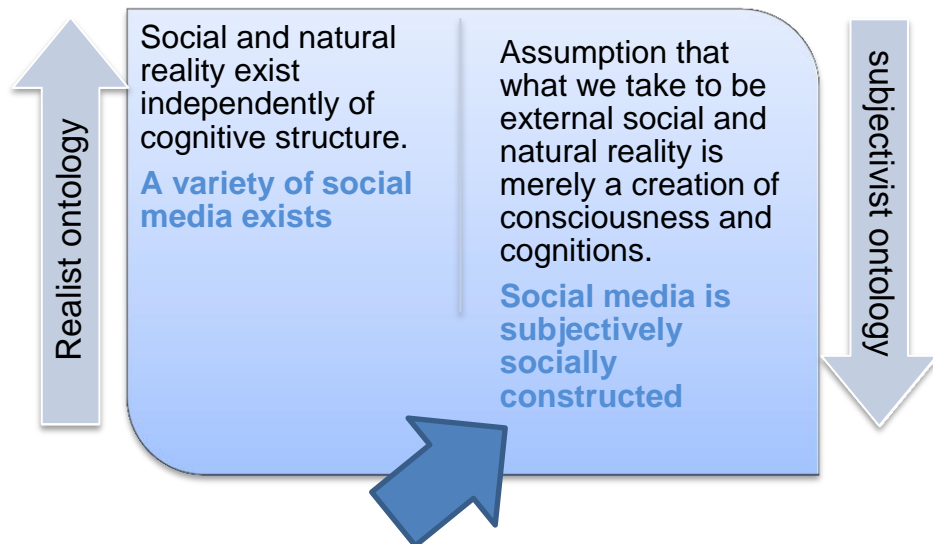 Realist ontology
Social and natural
reality exist
independently of
cognitive structure.
A variety of social
media exists
Assumption that
what we take to be
external social and
natural reality is
merely a creation of
consciousness and
cognitions.
Social media is
subjectively
socially
constructed
subjectivist ontology